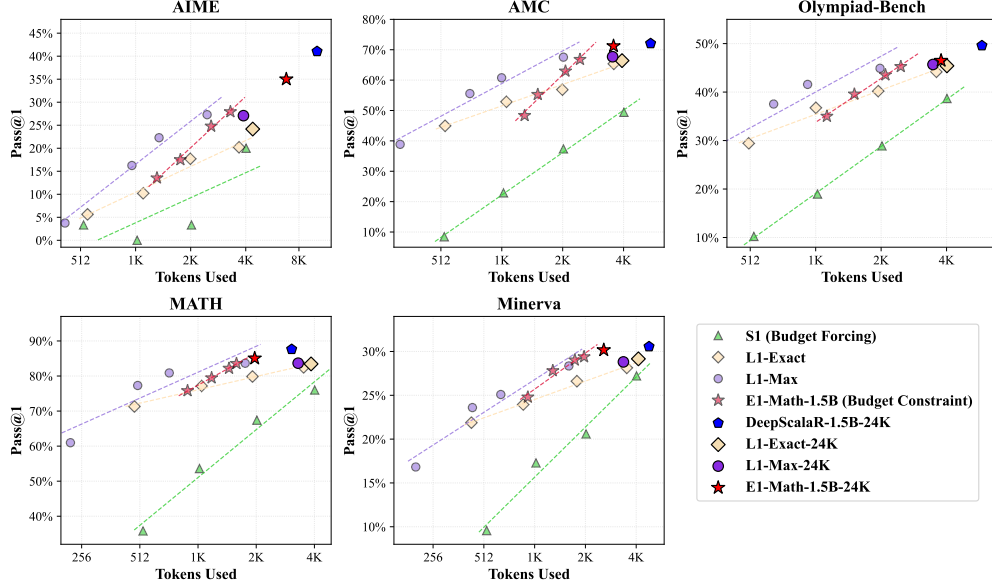 AIME
45%
40%
35%
30%
25%
20%
15%
10%
5%
0%
Pass@1
512
1K
2K
4K
8K
Tokens Used
AMC
80%
70%
60%
50%
40%
30%
20%
10%
Pass@1
512
1K
2K
4K
Tokens Used
Olympiad-Bench
50%
40%
30%
20%
10%
Pass@1
512
1K
2K
4K
Tokens Used
MATH
90%
80%
70%
60%
50%
40%
Pass@1
256
512
1K
2K
4K
Tokens Used
Minerva
30%
25%
20%
15%
10%
Pass@1
256
512
1K
2K
4K
Tokens Used
S1 (Budget Forcing)
L1-Exact
L1-Max
E1-Math-1.5B (Budget Constraint)
DeepScalaR-1.5B-24K
L1-Exact-24K
L1-Max-24K
E1-Math-1.5B-24K